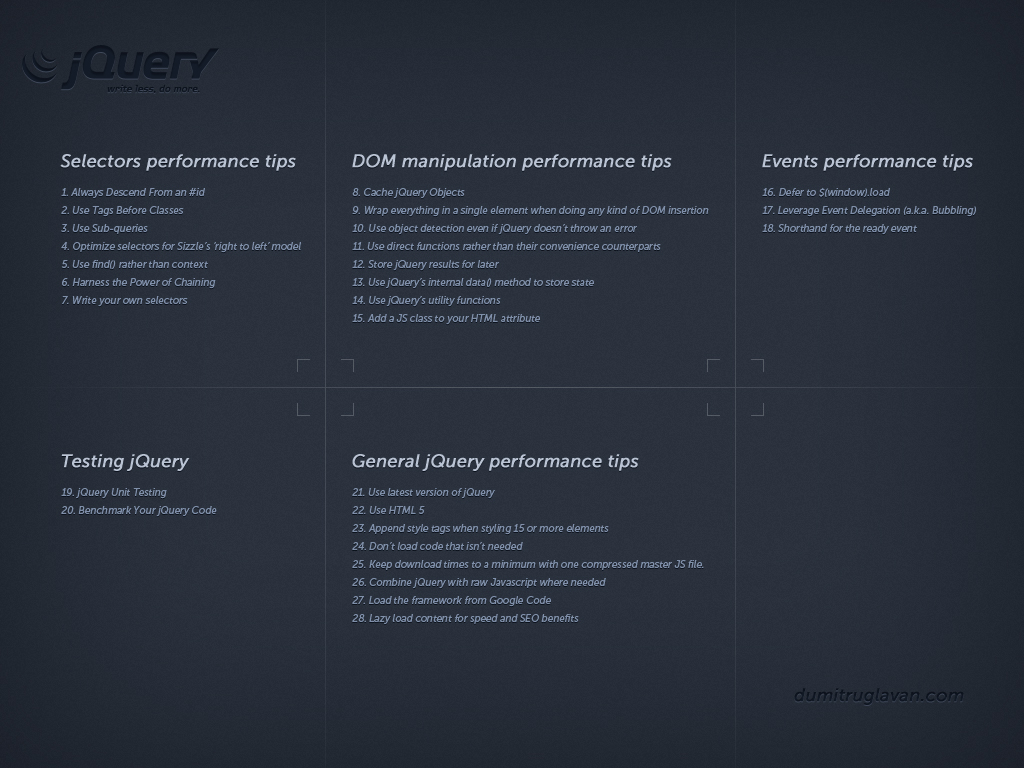 jQuery
write less, do more.
Selectors performance tips
1. Always Descend From an #id
2. Use Tags Before Classes
3. Use Sub-queries
4. Optimize selectors for Sizzle's 'right to left' model
5. Use find() rather than context
6. Harness the Power of Chaining
7. Write your own selectors
DOM manipulation performance tips
8. Cache jQuery Objects
9. Wrap everything in a single element when doing any kind of DOM insertion
10. Use object detection even if jQuery doesn't throw an error
11. Use direct functions rather than their convenience counterparts
12. Store jQuery results for later
13. Use jQuery's internal data() method to store state
14. Use jQuery's utility functions
15. Add a JS class to your HTML attribute
Events performance tips
16. Defer to $(window).load
17. Leverage Event Delegation (a.k.a. Bubbling)
18. Shorthand for the ready event
Testing jQuery
19. jQuery Unit Testing
20. Benchmark Your jQuery Code
General jQuery performance tips
21. Use latest version of jQuery
22. Use HTML 5
23. Append style tags when styling 15 or more elements
24. Don't load code that isn't needed
25. Keep download times to a minimum with one compressed master JS file.
26. Combine jQuery with raw Javascript where needed
27. Load the framework from Google Code
28. Lazy load content for speed and SEO benefits
dumitruglavan.com